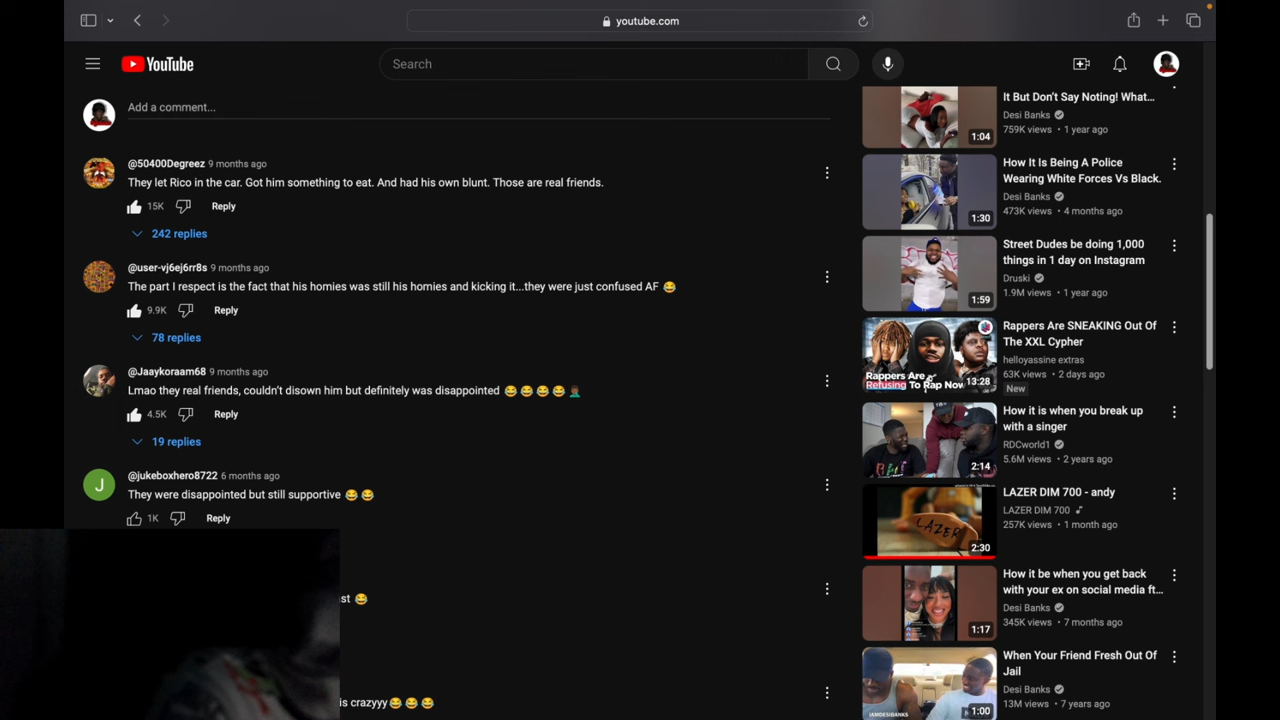 youtube.com
YouTube
Search
Add a comment...
@50400Degreez 9 months ago
They let Rico in the car. Got him something to eat. And had his own blunt. Those are real friends.
15K Reply
242 replies
@user-vj6ej6rr8s 9 months ago
The part I respect is the fact that his homies was still his homies and kicking it...they were just confused AF 😂
9.9K Reply
78 replies
@Jaaykoraam68 9 months ago
Lmao they real friends, couldn't disown him but definitely was disappointed 😂😂😂😂🤦🏾‍♂️
4.5K Reply
19 replies
J
@jukeboxhero8722 6 months ago
They were disappointed but still supportive 😂😂
1K Reply
st 😂
is crazyyy😂😂😂
1:04
It But Don't Say Noting! What...
Desi Banks
759K views • 1 year ago
1:30
How It Is Being A Police
Wearing White Forces Vs Black.
Desi Banks
473K views • 4 months ago
1:59
Street Dudes be doing 1,000
things in 1 day on Instagram
Druski
1.9M views • 1 year ago
Rappers Are
Refusing To Rap Now
13:28
Rappers Are SNEAKING Out Of
The XXL Cypher
helloyassine extras
63K views • 2 days ago
New
2:14
How it is when you break up
with a singer
RDCworld1
5.6M views • 2 years ago
LAZER
2:30
LAZER DIM 700 - andy
LAZER DIM 700
257K views • 1 month ago
1:17
How it be when you get back
with your ex on social media ft...
Desi Banks
345K views • 7 months ago
IAMDESIBANKS
1:00
When Your Friend Fresh Out Of
Jail
Desi Banks
13M views • 7 years ago